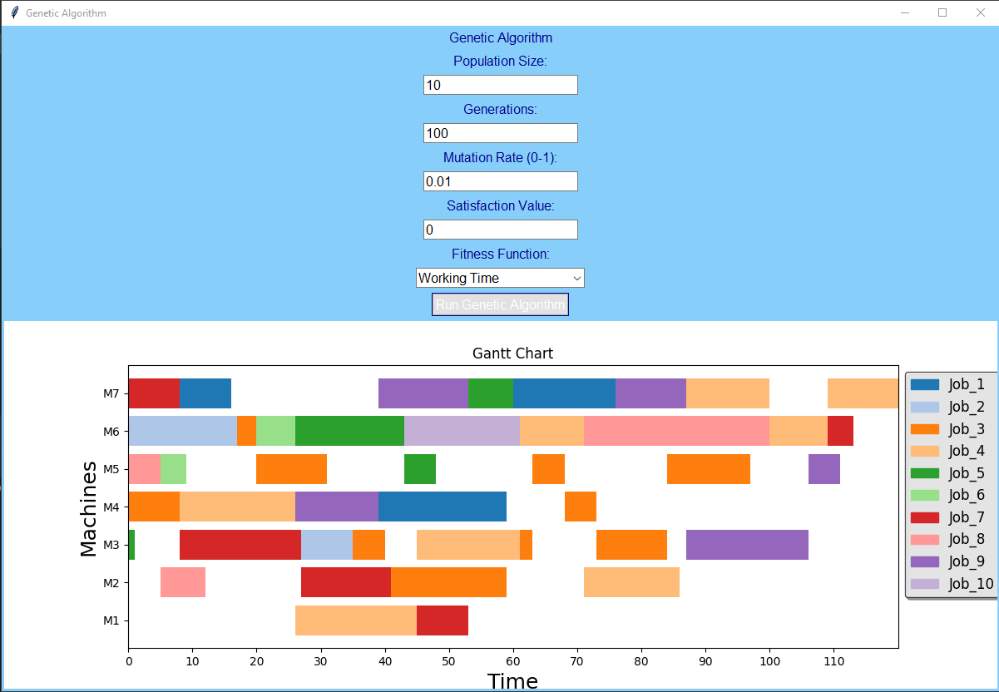 Genetic Algorithm
Genetic Algorithm
Population Size:
10
Generations:
100
Mutation Rate (0-1):
0.01
Satisfaction Value:
0
Fitness Function:
Working Time
Run Genetic Algorithm
Gantt Chart
M7
M6
M5
M4
M3
M2
M1
Machines
0 10 20 30 40 50 60 70 80 90 100 110
Time
Job_1
Job_2
Job_3
Job_4
Job_5
Job_6
Job_7
Job_8
Job_9
Job_10